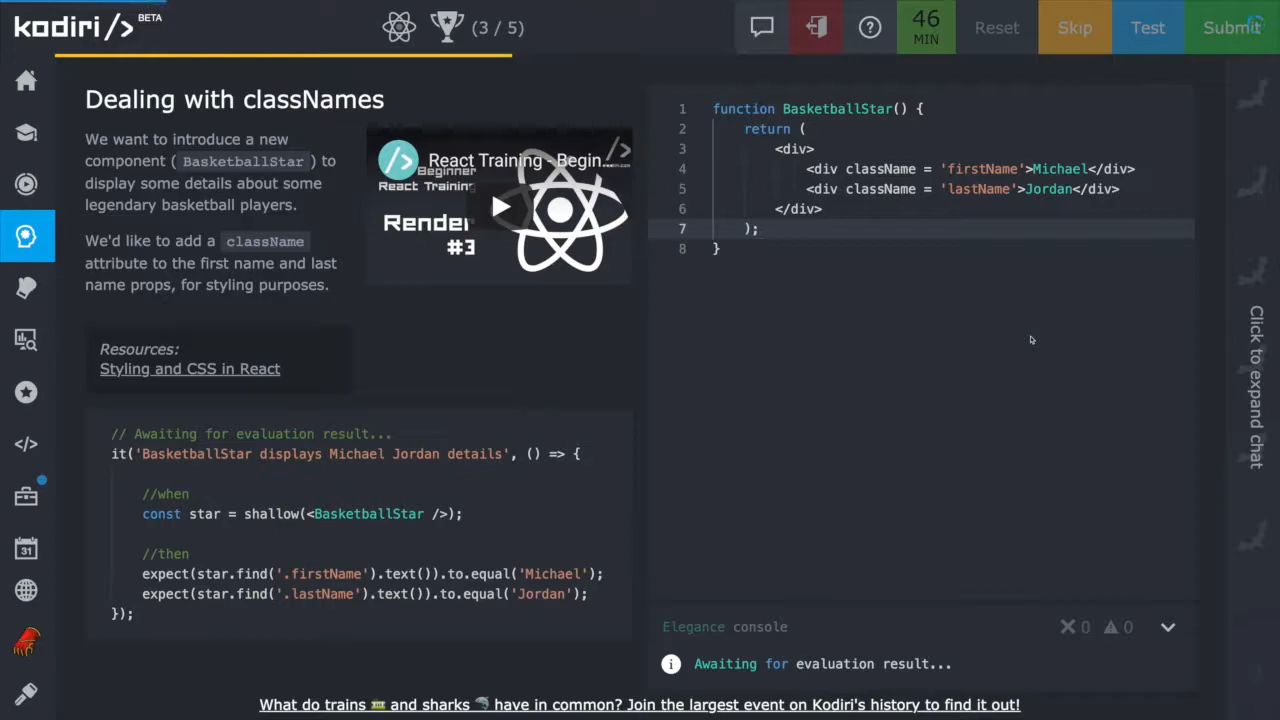 kodiri/> BETA
(3 / 5)
46
MIN
Reset
Skip
Test
Submit
Dealing with classNames
We want to introduce a new
component ( BasketballStar ) to
display some details about some
legendary basketball players.
We'd like to add a className
attribute to the first name and last
name props, for styling purposes.
React Training - Begin...
Beginner
React Training
Render
#3
Resources:
Styling and CSS in React
// Awaiting for evaluation result...
it('BasketballStar displays Michael Jordan details', () => {
//when
const star = shallow(<BasketballStar />);
//then
expect(star.find('.firstName').text()).to.equal('Michael');
expect(star.find('.lastName').text()).to.equal('Jordan');
});
1 function BasketballStar() {
2 return (
3 <div>
4 <div className = 'firstName'>Michael</div>
5 <div className = 'lastName'>Jordan</div>
6 </div>
7 );
8 }
Elegance console
0 0
Awaiting for evaluation result...
Click to expand chat
31
What do trains 🚃 and sharks 🦈 have in common? Join the largest event on Kodiri's history to find it out!